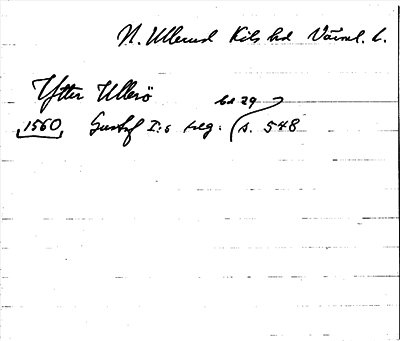 N. Ullerud Kils hd Värml. l.
Ytter Ullerö
bd 29
1560 Gustaf I:s reg: s. 548